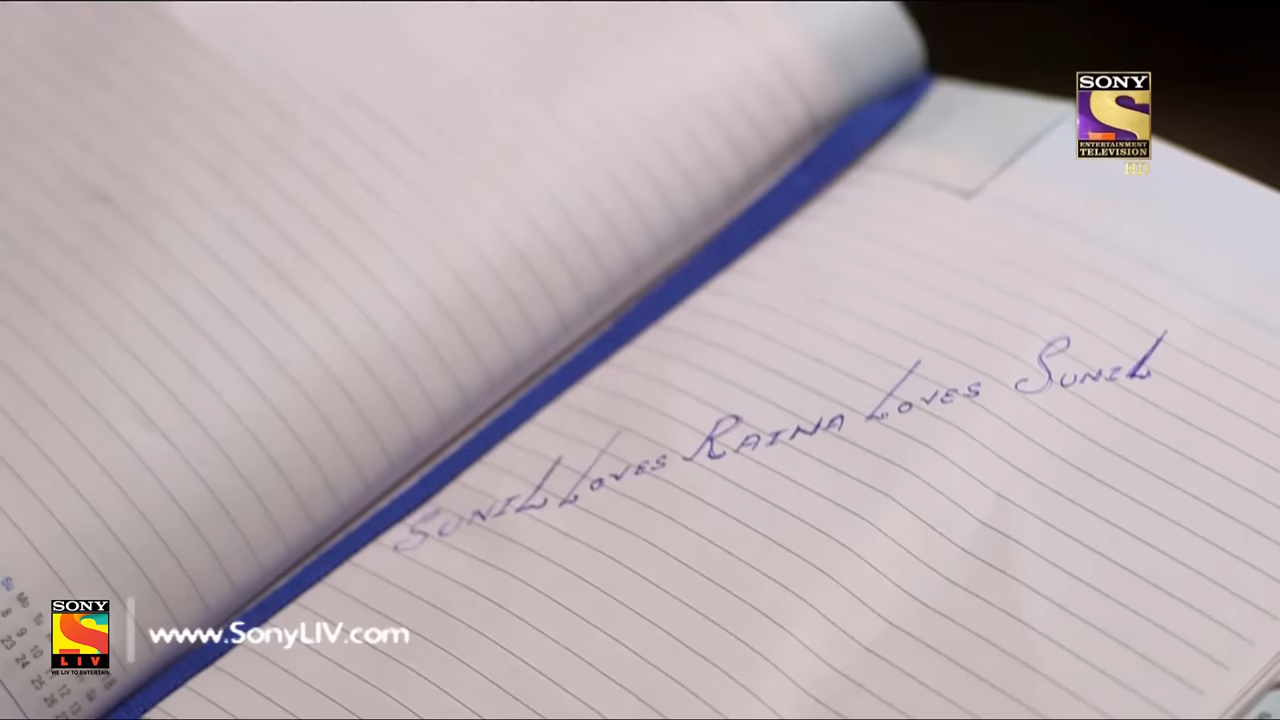 SONY
ENTERTAINMENT
TELEVISION
HD
SUNIL LOVES RAINA LOVES SUNIL
SONY
LIV
WE LIV TO ENTERTAIN
www.SonyLIV.com